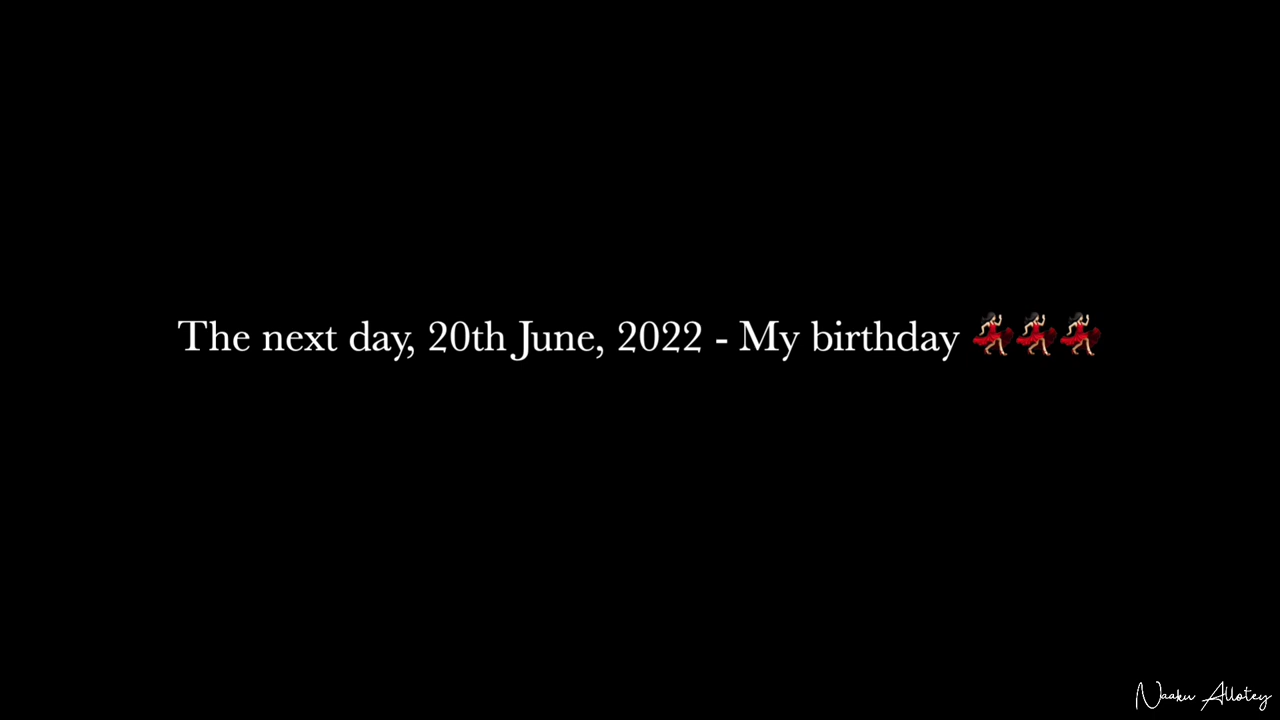 The next day, 20th June, 2022 - My birthday 💃💃💃
Naaku Allotey